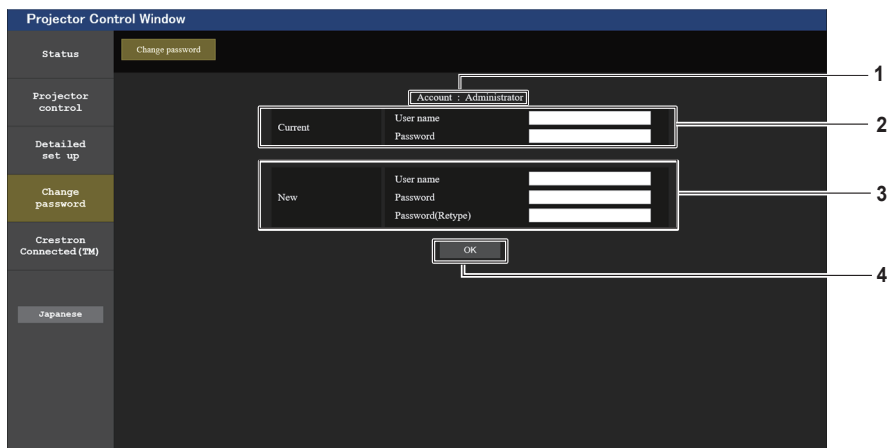 Projector Control Window
Status
Change password
Projector
control
Detailed
set up
Change
password
Crestron
Connected(TM)
Japanese
Account : Administrator
Current
User name
Password
New
User name
Password
Password(Retype)
OK
1
2
3
4